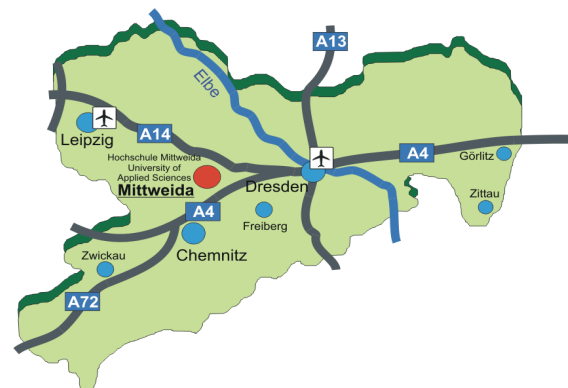 A13
Elbe
Leipzig
A14
A4
Görlitz
Hochschule Mittweida
University of
Applied Sciences
Mittweida
Dresden
Zittau
A4
Freiberg
Chemnitz
Zwickau
A72